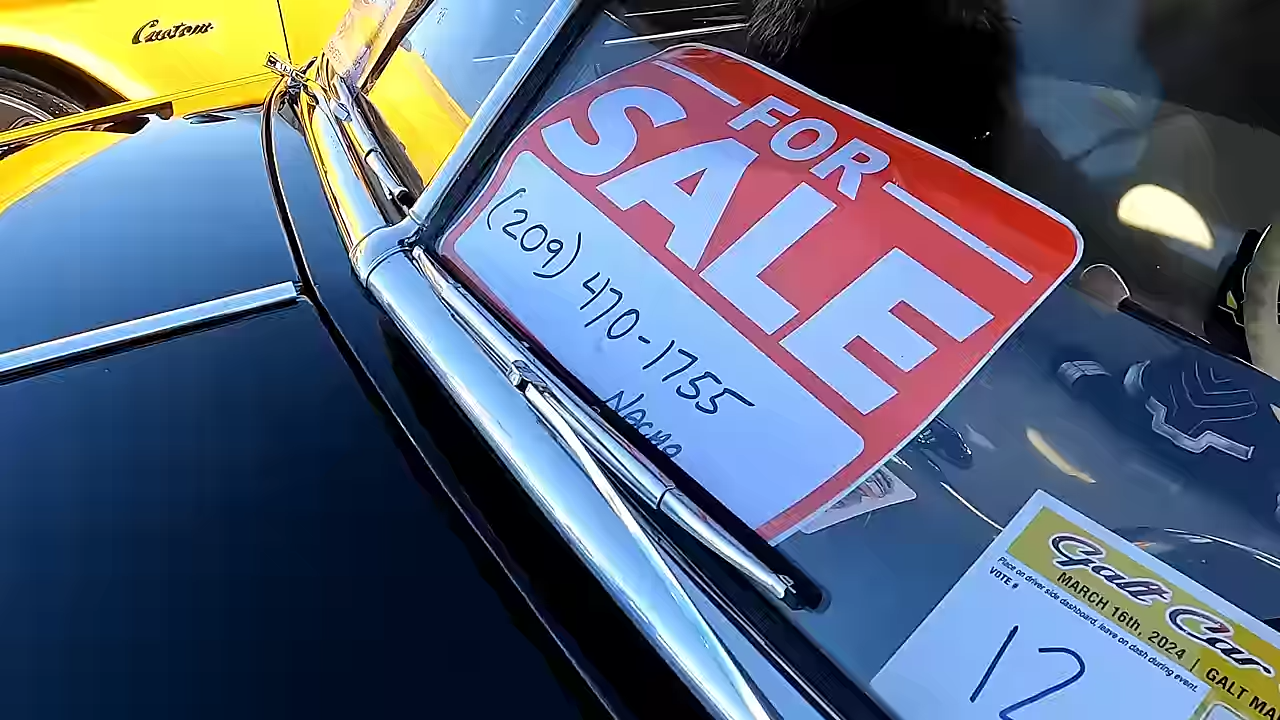 Custom
FOR
SALE
(209) 470-1755
Nacho
Galt Car
MARCH 16th, 2024 | GALT MA
Place on driver side dashboard, leave on dash during event.
VOTE #
12